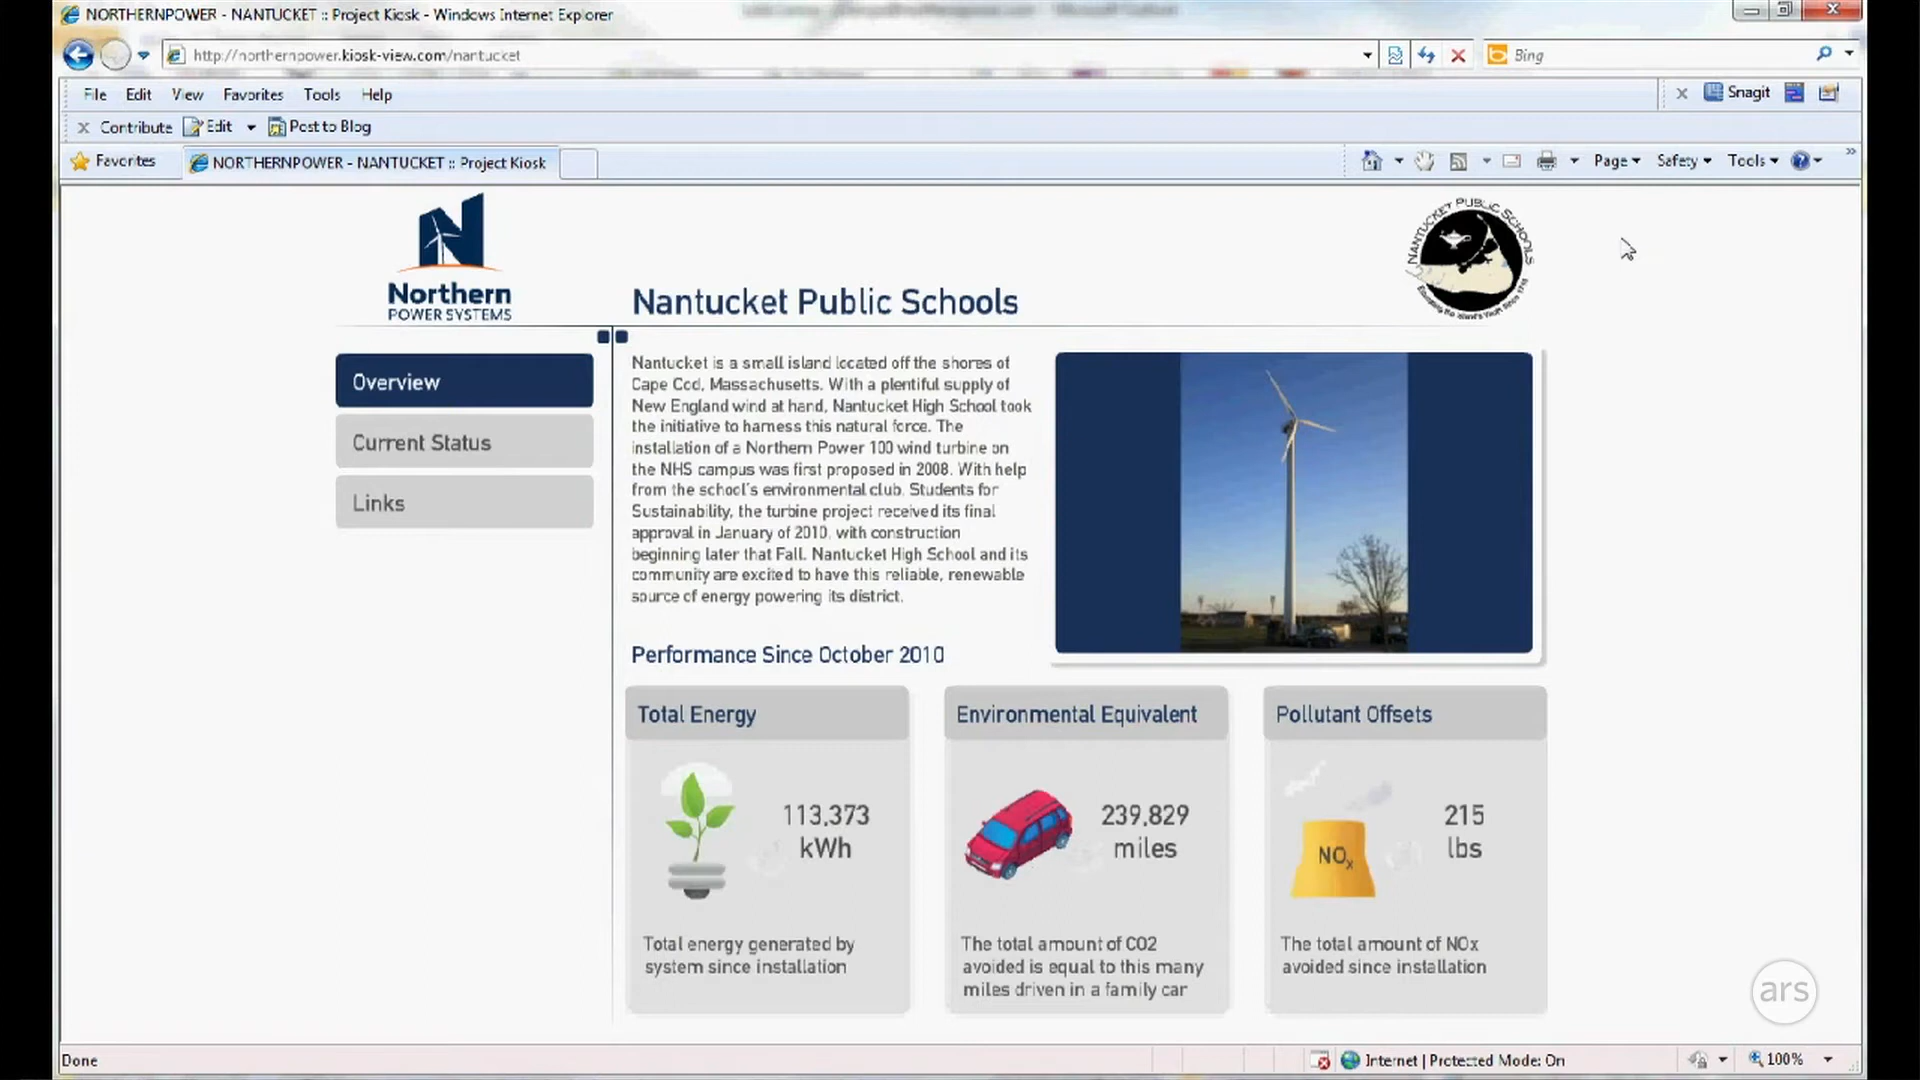 NORTHERNPOWER - NANTUCKET :: Project Kiosk - Windows Internet Explorer
http://northernpower.kiosk-view.com/nantucket
Bing
File Edit View Favorites Tools Help
Snagit
Contribute Edit Post to Blog
Favorites NORTHERNPOWER - NANTUCKET :: Project Kiosk
Page Safety Tools
Northern
POWER SYSTEMS
Nantucket Public Schools
NANTUCKET PUBLIC SCHOOLS
Overview
Current Status
Links
Nantucket is a small island located off the shores of
Cape Cod, Massachusetts. With a plentiful supply of
New England wind at hand, Nantucket High School took
the initiative to harness this natural force. The
installation of a Northern Power 100 wind turbine on
the NHS campus was first proposed in 2008. With help
from the school's environmental club, Students for
Sustainability, the turbine project received its final
approval in January of 2010, with construction
beginning later that Fall. Nantucket High School and its
community are excited to have this reliable, renewable
source of energy powering its district.
Performance Since October 2010
Total Energy
113,373
kWh
Total energy generated by
system since installation
Environmental Equivalent
239,829
miles
The total amount of CO2
avoided is equal to this many
miles driven in a family car
Pollutant Offsets
NOx
215
lbs
The total amount of NOx
avoided since installation
ars
Done
Internet | Protected Mode: On
100%